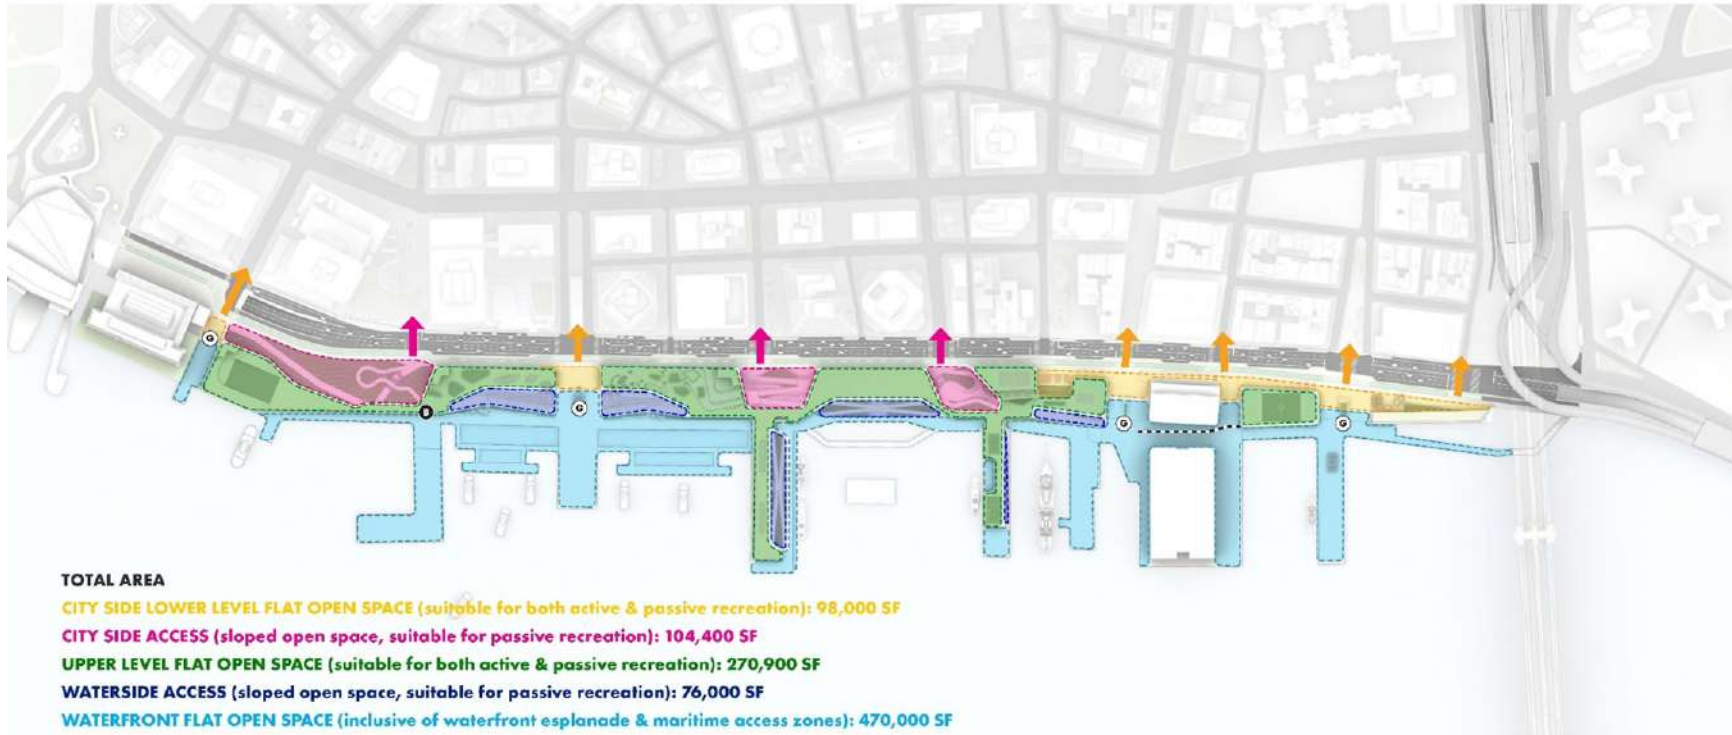 G
B
G
G
G
TOTAL AREA
CITY SIDE LOWER LEVEL FLAT OPEN SPACE (suitable for both active & passive recreation): 98,000 SF
CITY SIDE ACCESS (sloped open space, suitable for passive recreation): 104,400 SF
UPPER LEVEL FLAT OPEN SPACE (suitable for both active & passive recreation): 270,900 SF
WATERSIDE ACCESS (sloped open space, suitable for passive recreation): 76,000 SF
WATERFRONT FLAT OPEN SPACE (inclusive of waterfront esplanade & maritime access zones): 470,000 SF